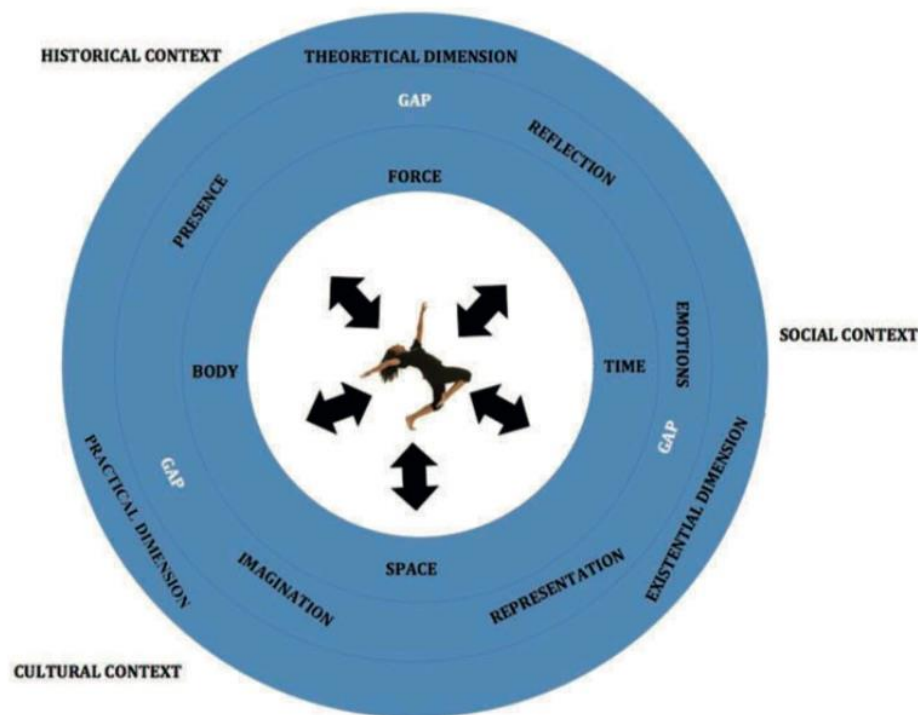 HISTORICAL CONTEXT
THEORETICAL DIMENSION
GAP
REFLECTION
FORCE
PRESENCE
EMOTIONS
SOCIAL CONTEXT
BODY
TIME
GAP
GAP
PRACTICAL DIMENSION
EXISTENTIAL DIMENSION
IMAGINATION
SPACE
REPRESENTATION
CULTURAL CONTEXT